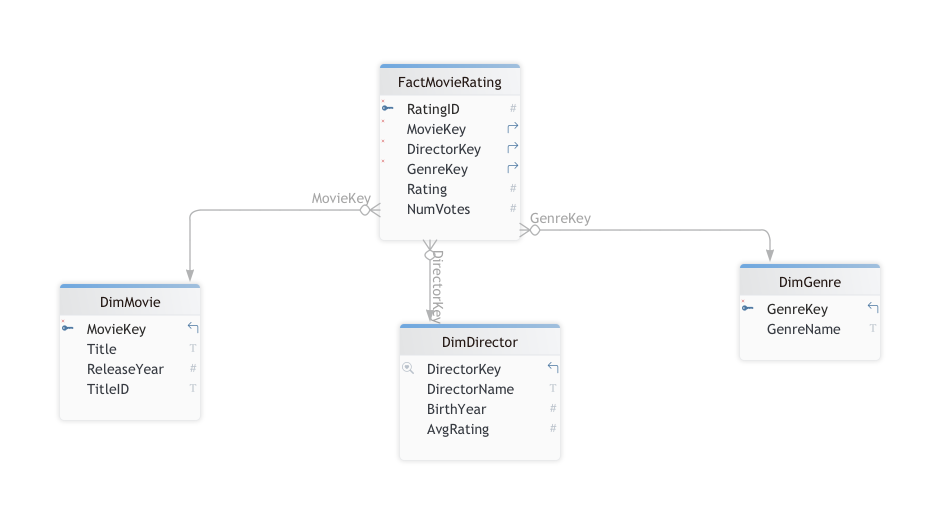 FactMovieRating
RatingID #
MovieKey
DirectorKey
GenreKey
Rating #
NumVotes #
MovieKey
GenreKey
DirectorKey
DimMovie
MovieKey
Title T
ReleaseYear #
TitleID T
DimDirector
DirectorKey
DirectorName T
BirthYear #
AvgRating #
DimGenre
GenreKey
GenreName T